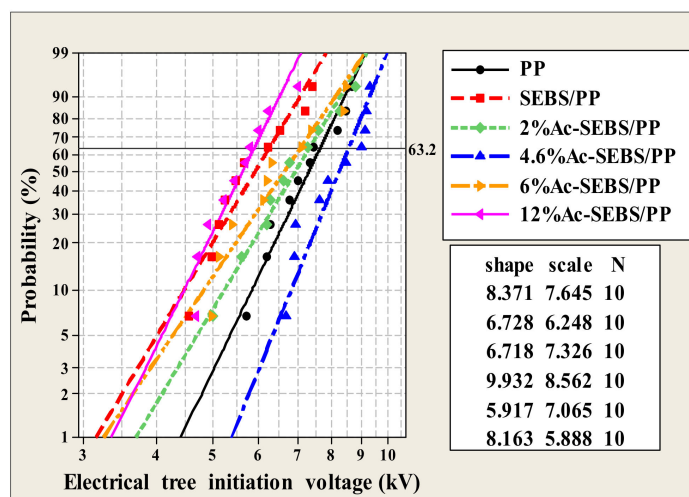 99
90
80
70
60
50
40
30
20
10
5
3
2
1
Probability (%)
63.2
3 4 5 6 7 8 9 10
Electrical tree initiation voltage (kV)
PP
SEBS/PP
2%Ac-SEBS/PP
4.6%Ac-SEBS/PP
6%Ac-SEBS/PP
12%Ac-SEBS/PP
shape scale N
8.371 7.645 10
6.728 6.248 10
6.718 7.326 10
9.932 8.562 10
5.917 7.065 10
8.163 5.888 10